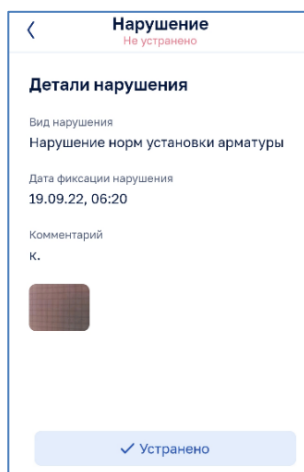 Нарушение
Не устранено
Детали нарушения
Вид нарушения
Нарушение норм установки арматуры
Дата фиксации нарушения
19.09.22, 06:20
Комментарий
к.
Устранено